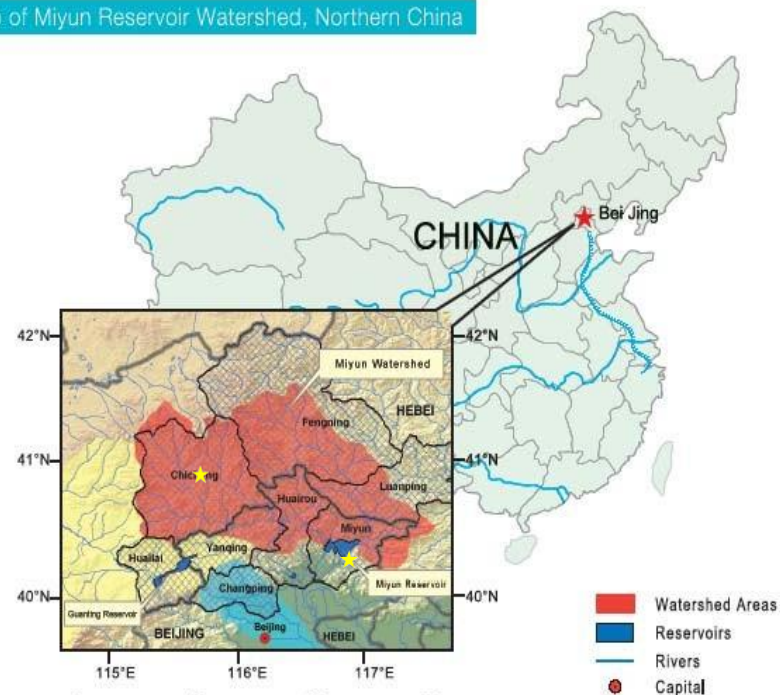 of Miyun Reservoir Watershed, Northern China
Bei Jing
CHINA
42°N
42°N
Miyun Watershed
HEBEI
Fengning
41°N
41°N
Luanping
Huairou
Miyun
Yanqing
Huailai
Miyun Reservoir
Changping
40°N
40°N
Guanting Reservoir
BEIJING
Beijing
HEBEI
115°E
116°E
117°E
Watershed Areas
Reservoirs
Rivers
Capital